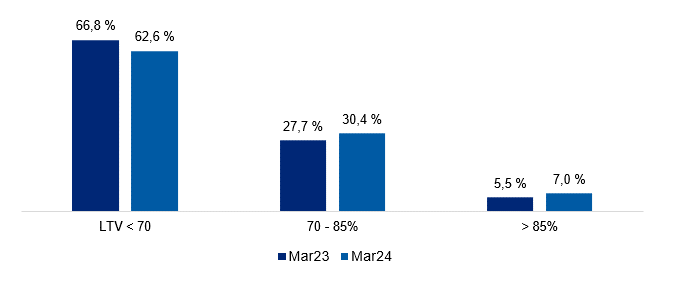 66,8 %
62,6 %
27,7 %
30,4 %
5,5 %
7,0 %
LTV < 70
70 - 85%
> 85%
Mar23
Mar24